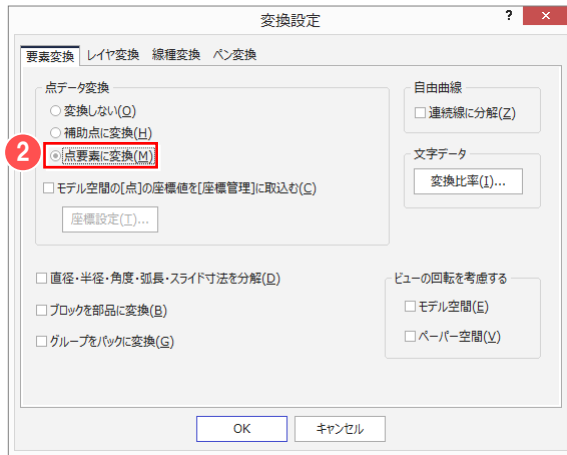 変換設定
? ×
要素変換 レイヤ変換 線種変換 ペン変換
点データ変換
変換しない(O)
補助点に変換(H)
2 点要素に変換(M)
モデル空間の[点]の座標値を[座標管理]に取込む(C)
座標設定(T)...
自由曲線
連続線に分解(Z)
文字データ
変換比率(I)...
直径・半径・角度・弧長・スライド寸法を分解(D)
ブロックを部品に変換(B)
グループをパックに変換(G)
ビューの回転を考慮する
モデル空間(E)
ペーパー空間(V)
OK キャンセル